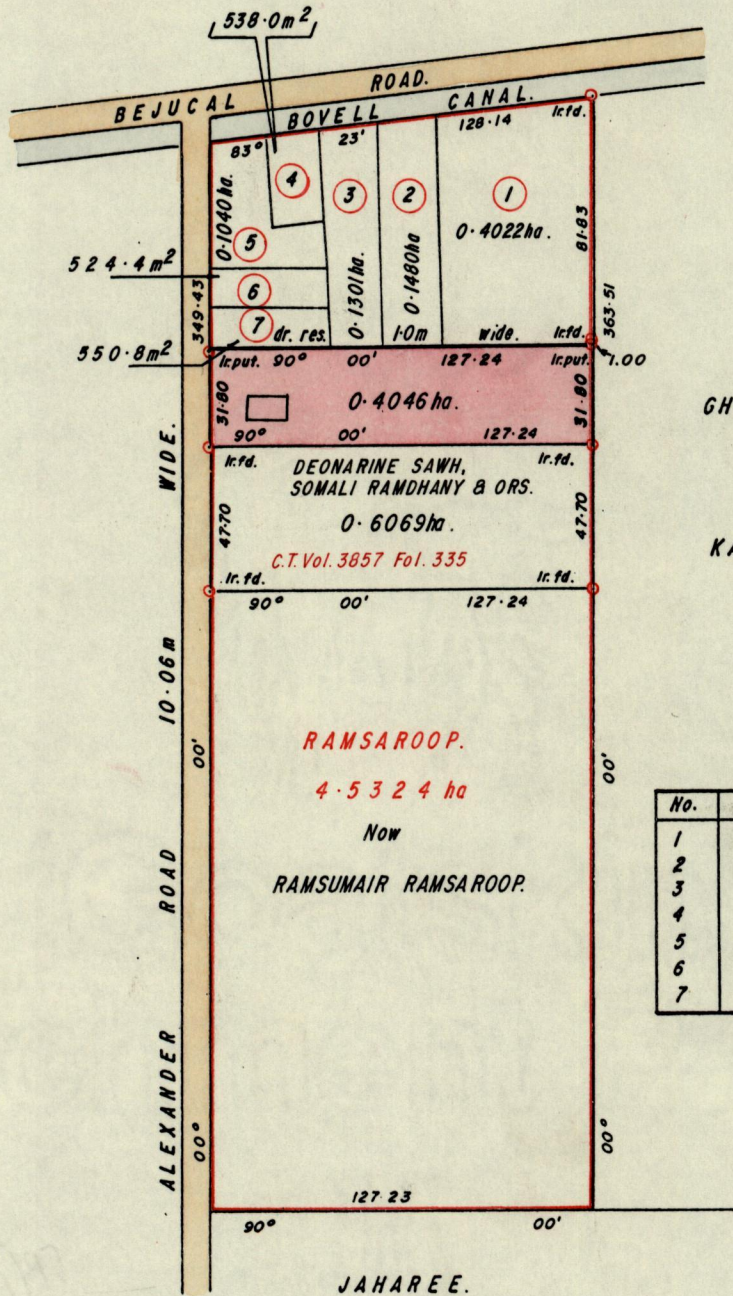 538·0m²
BEJUCAL ROAD.
BOVELL CANAL.
83° 23' 128·14 Ir.fd.
4
3
2
1
0·4022ha.
0·1040ha.
5
524·4m²
6
7
550·8m²
0·1301ha.
0·1480ha
dr. res. 1·0m wide. Ir.fd.
81·83
363·51
349·43
1·00
Ir.put. 90° 00' 127·24 Ir.put.
31·80
0·4046ha.
31·80
90° 00' 127·24
Ir.fd. Ir.fd.
DEONARINE SAWH,
SOMALI RAMDHANY & ORS.
0·6069ha.
47·70
47·70
C.T. Vol. 3857 Fol. 335
Ir.fd. Ir.fd.
90° 00' 127·24
GH
KA
ALEXANDER ROAD 10·06m WIDE.
00° 00'
00° 00'
RAMSAROOP.
4·5324 ha
Now
RAMSUMAIR RAMSAROOP.
No.
1
2
3
4
5
6
7
127·23
90° 00'
JAHAREE.